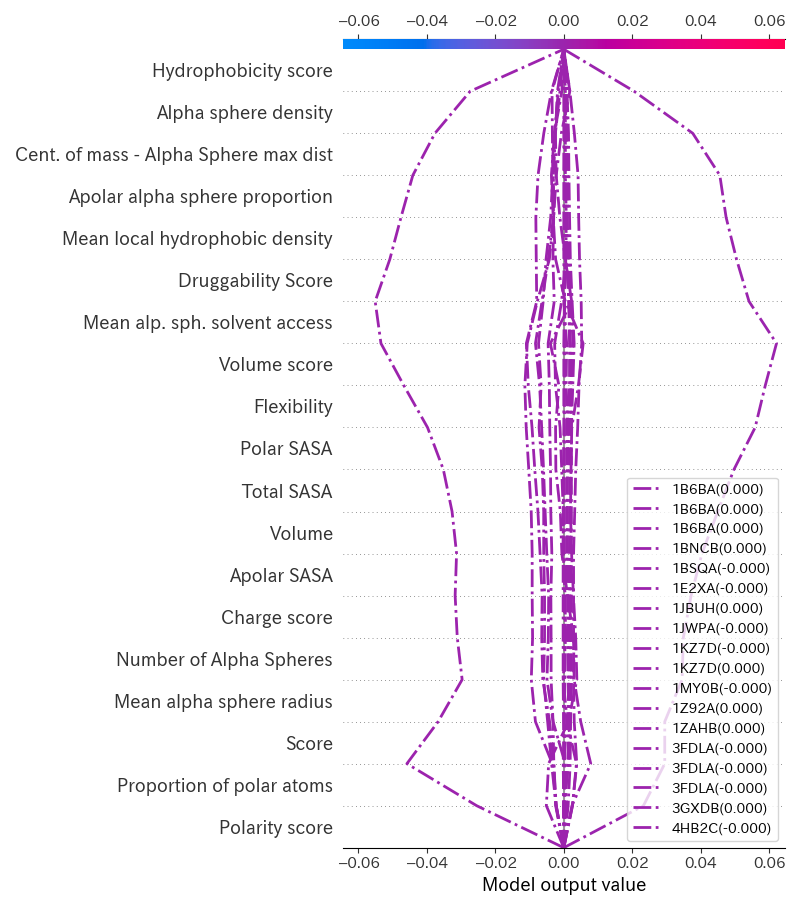 −0.06 −0.04 −0.02 0.00 0.02 0.04 0.06
Hydrophobicity score
Alpha sphere density
Cent. of mass - Alpha Sphere max dist
Apolar alpha sphere proportion
Mean local hydrophobic density
Druggability Score
Mean alp. sph. solvent access
Volume score
Flexibility
Polar SASA
Total SASA
Volume
Apolar SASA
Charge score
Number of Alpha Spheres
Mean alpha sphere radius
Score
Proportion of polar atoms
Polarity score
1B6BA(0.000)
1B6BA(0.000)
1B6BA(0.000)
1BNCB(0.000)
1BSQA(-0.000)
1E2XA(-0.000)
1JBUH(0.000)
1JWPA(-0.000)
1KZ7D(-0.000)
1KZ7D(0.000)
1MY0B(-0.000)
1Z92A(0.000)
1ZAHB(0.000)
3FDLA(-0.000)
3FDLA(-0.000)
3FDLA(-0.000)
3GXDB(0.000)
4HB2C(-0.000)
−0.06 −0.04 −0.02 0.00 0.02 0.04 0.06
Model output value